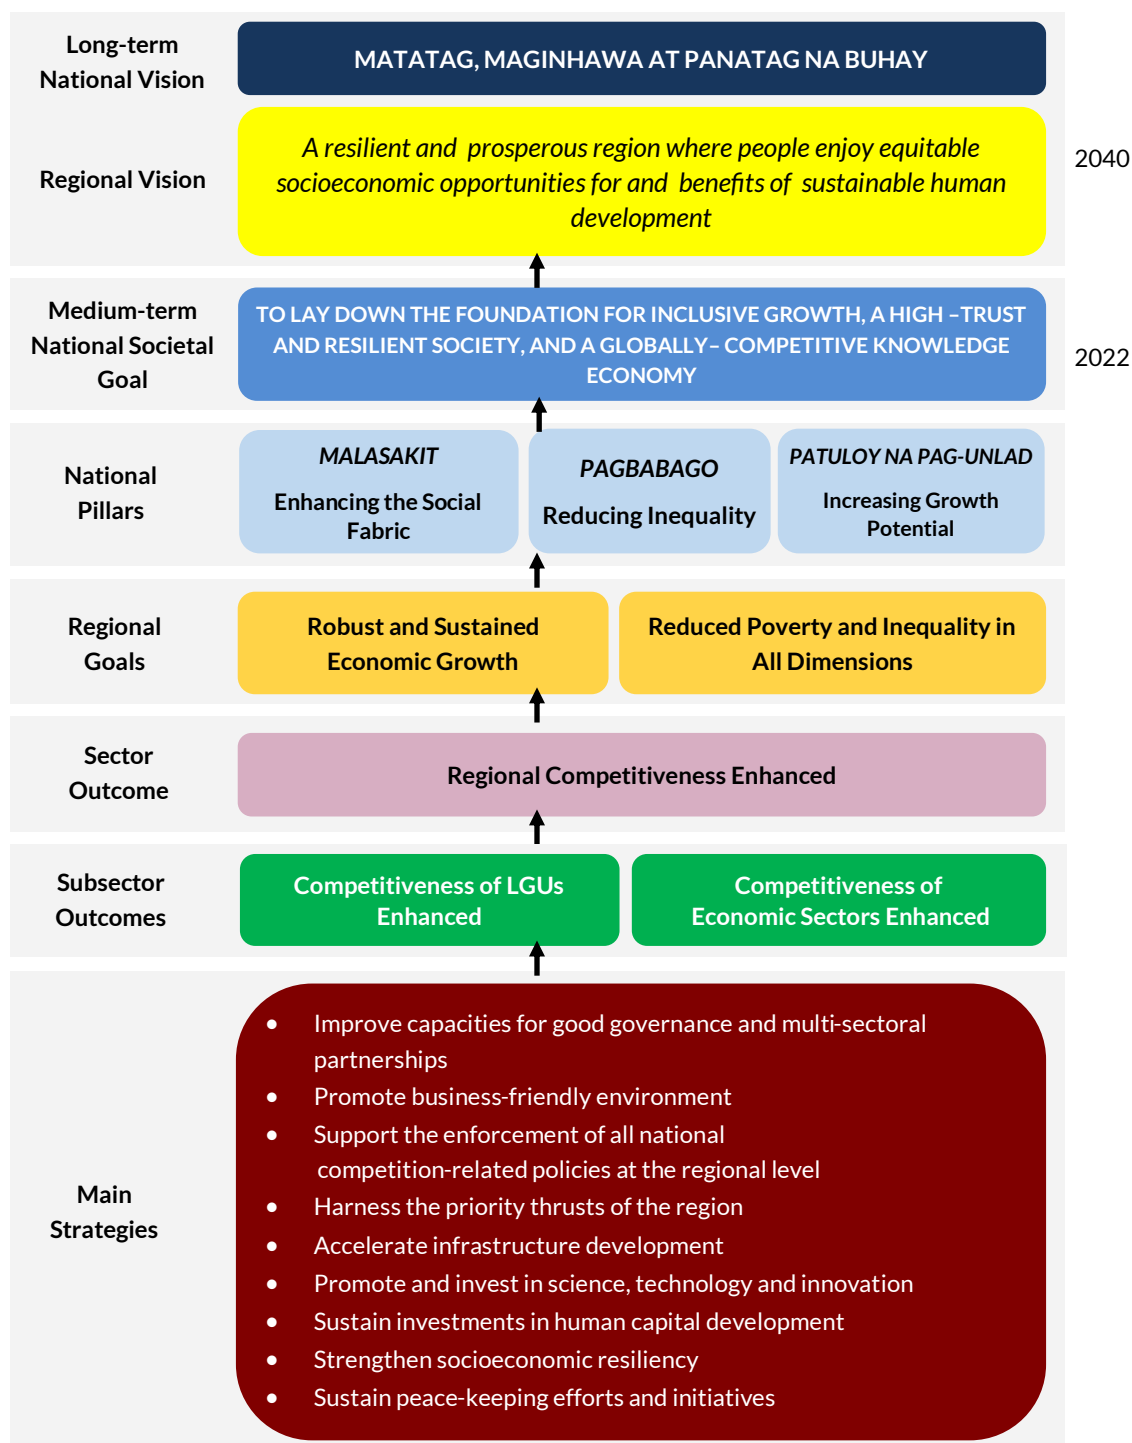 Long-term
National Vision
MATATAG, MAGINHAWA AT PANATAG NA BUHAY
Regional Vision
A resilient and prosperous region where people enjoy equitable
socioeconomic opportunities for and benefits of sustainable human
development
2040
Medium-term
National Societal
Goal
TO LAY DOWN THE FOUNDATION FOR INCLUSIVE GROWTH, A HIGH –TRUST
AND RESILIENT SOCIETY, AND A GLOBALLY– COMPETITIVE KNOWLEDGE
ECONOMY
2022
National
Pillars
MALASAKIT
Enhancing the Social
Fabric
PAGBABAGO
Reducing Inequality
PATULOY NA PAG-UNLAD
Increasing Growth
Potential
Regional
Goals
Robust and Sustained
Economic Growth
Reduced Poverty and Inequality in
All Dimensions
Sector
Outcome
Regional Competitiveness Enhanced
Subsector
Outcomes
Competitiveness of LGUs
Enhanced
Competitiveness of
Economic Sectors Enhanced
Main
Strategies
• Improve capacities for good governance and multi-sectoral
partnerships
• Promote business-friendly environment
• Support the enforcement of all national
competition-related policies at the regional level
• Harness the priority thrusts of the region
• Accelerate infrastructure development
• Promote and invest in science, technology and innovation
• Sustain investments in human capital development
• Strengthen socioeconomic resiliency
• Sustain peace-keeping efforts and initiatives